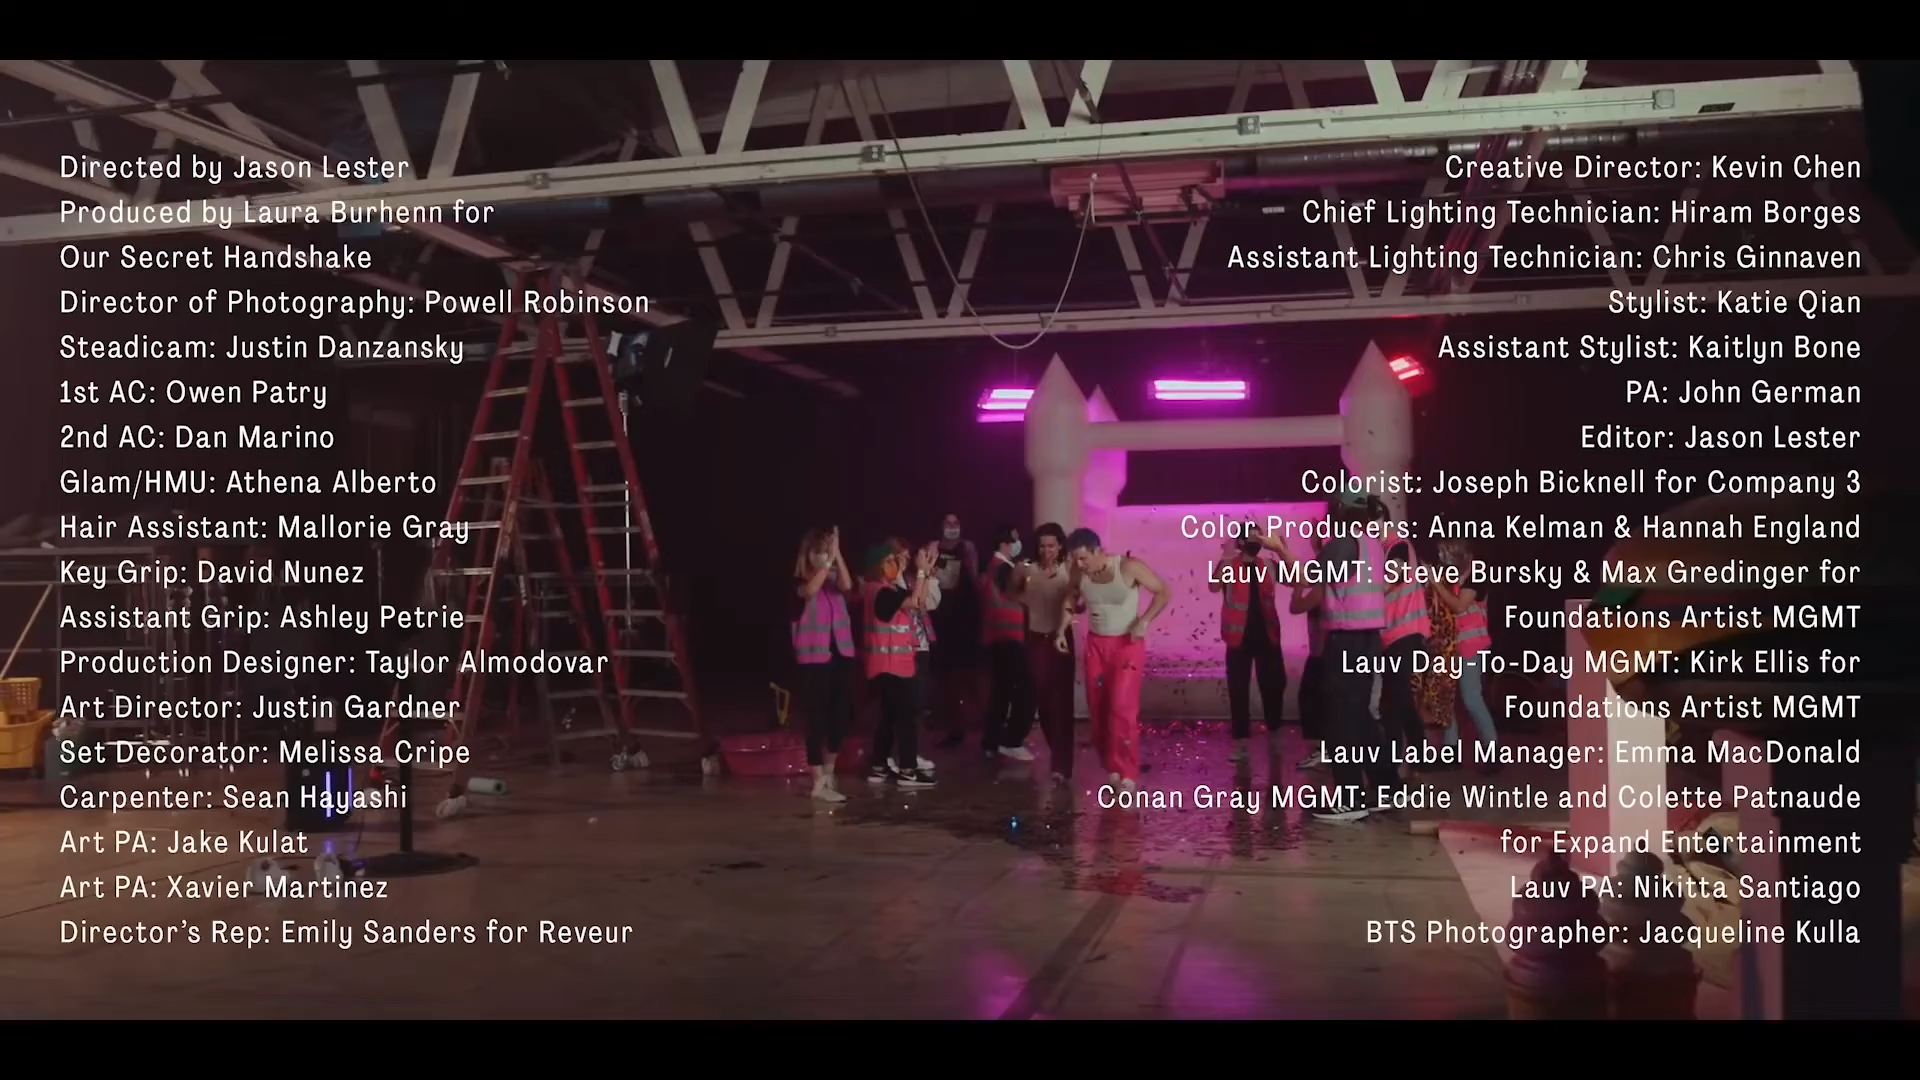 Directed by Jason Lester
Produced by Laura Burhenn for
Our Secret Handshake
Director of Photography: Powell Robinson
Steadicam: Justin Danzansky
1st AC: Owen Patry
2nd AC: Dan Marino
Glam/HMU: Athena Alberto
Hair Assistant: Mallorie Gray
Key Grip: David Nunez
Assistant Grip: Ashley Petrie
Production Designer: Taylor Almodovar
Art Director: Justin Gardner
Set Decorator: Melissa Cripe
Carpenter: Sean Hayashi
Art PA: Jake Kulat
Art PA: Xavier Martinez
Director’s Rep: Emily Sanders for Reveur
Creative Director: Kevin Chen
Chief Lighting Technician: Hiram Borges
Assistant Lighting Technician: Chris Ginnaven
Stylist: Katie Qian
Assistant Stylist: Kaitlyn Bone
PA: John German
Editor: Jason Lester
Colorist: Joseph Bicknell for Company 3
Color Producers: Anna Kelman & Hannah England
Lauv MGMT: Steve Bursky & Max Gredinger for
Foundations Artist MGMT
Lauv Day-To-Day MGMT: Kirk Ellis for
Foundations Artist MGMT
Lauv Label Manager: Emma MacDonald
Conan Gray MGMT: Eddie Wintle and Colette Patnaude
for Expand Entertainment
Lauv PA: Nikitta Santiago
BTS Photographer: Jacqueline Kulla